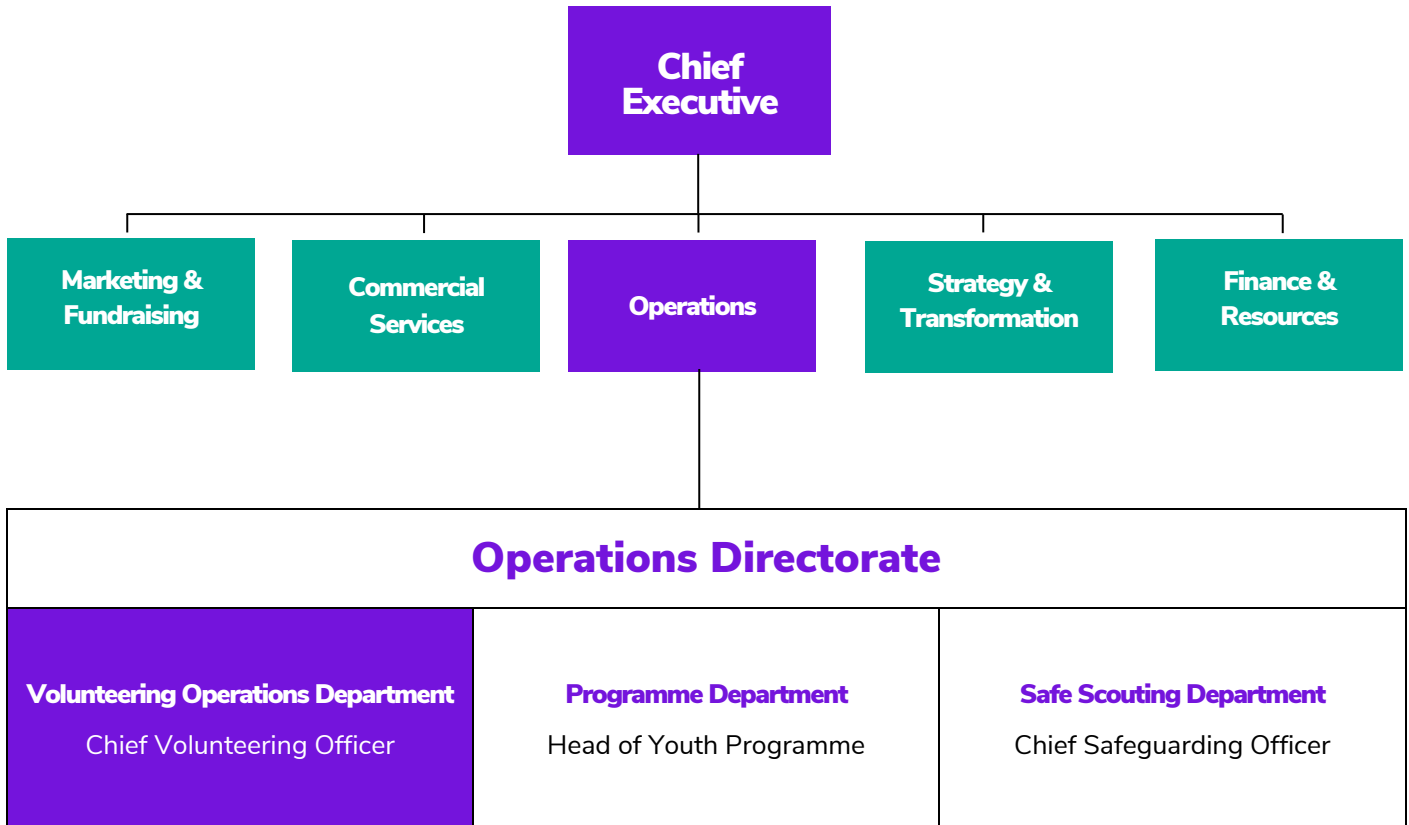 Chief
Executive
Marketing &
Fundraising
Commercial
Services
Operations
Strategy &
Transformation
Finance &
Resources
Operations Directorate
Volunteering Operations Department
Chief Volunteering Officer
Programme Department
Head of Youth Programme
Safe Scouting Department
Chief Safeguarding Officer